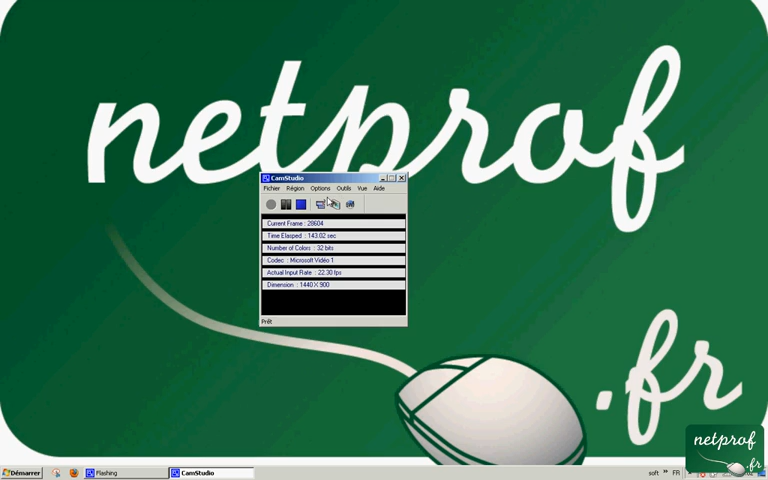 netprof
.fr
CamStudio
Fichier Région Options Outils Vue Aide
Current Frame : 28604
Time Elapsed : 143.02 sec
Number of Colors : 32 bits
Codec : Microsoft Vidéo 1
Actual Input Rate : 22.30 fps
Dimension : 1440 X 900
Prêt
Démarrer Flashing CamStudio soft » FR
netprof
.fr